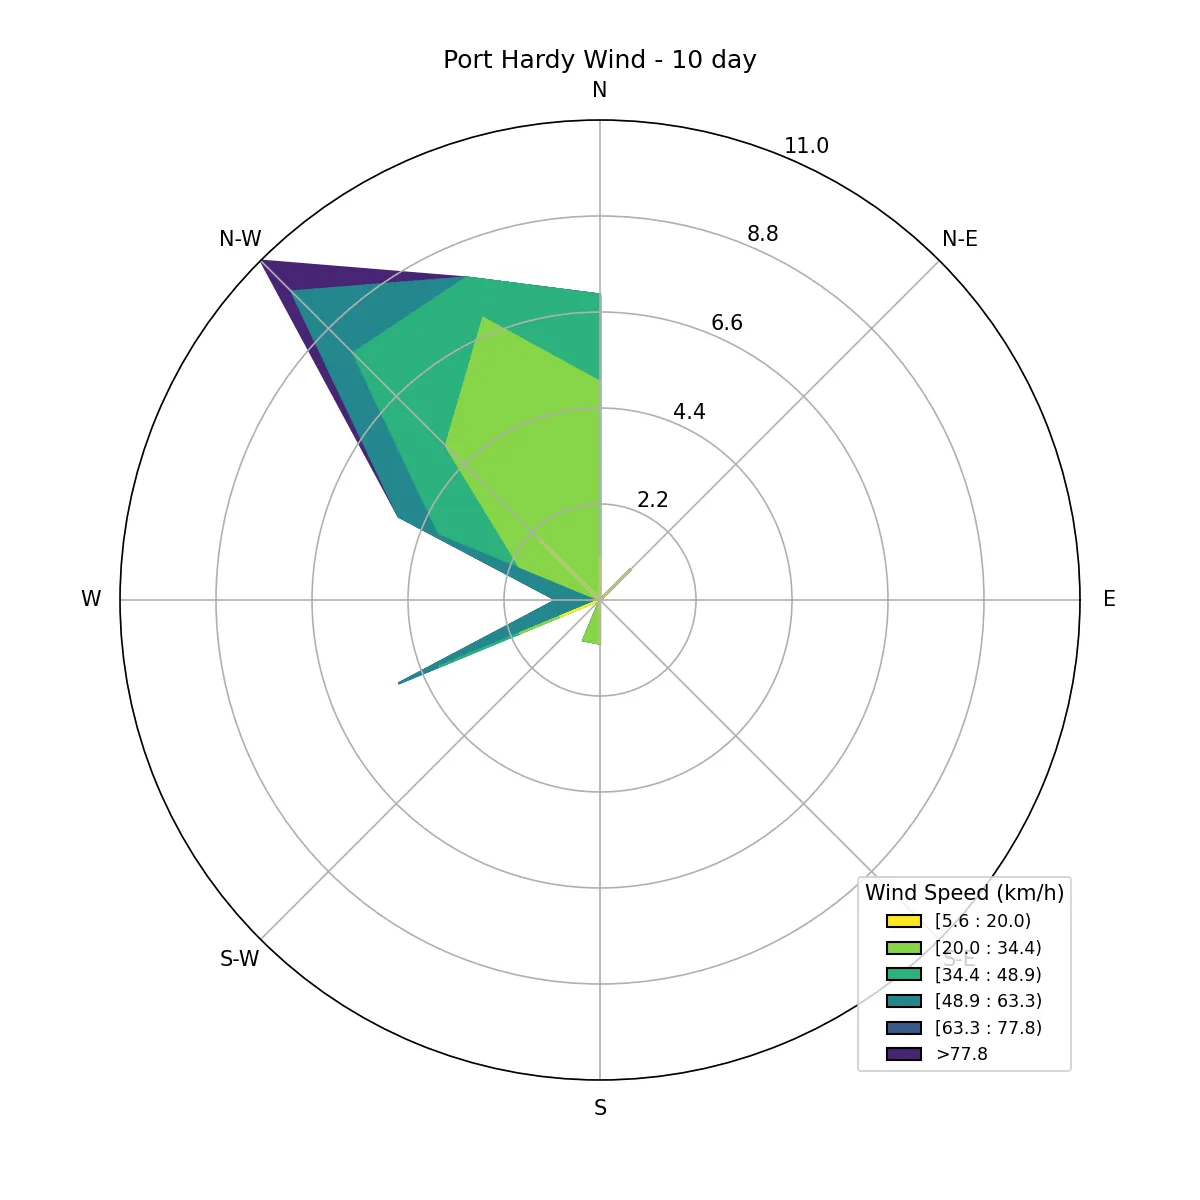 Port Hardy Wind - 10 day
N
11.0
8.8
N-W
N-E
6.6
4.4
2.2
W
E
Wind Speed (km/h)
[5.6 : 20.0)
[20.0 : 34.4)
S-W
S-E
[34.4 : 48.9)
[48.9 : 63.3)
[63.3 : 77.8)
>77.8
S